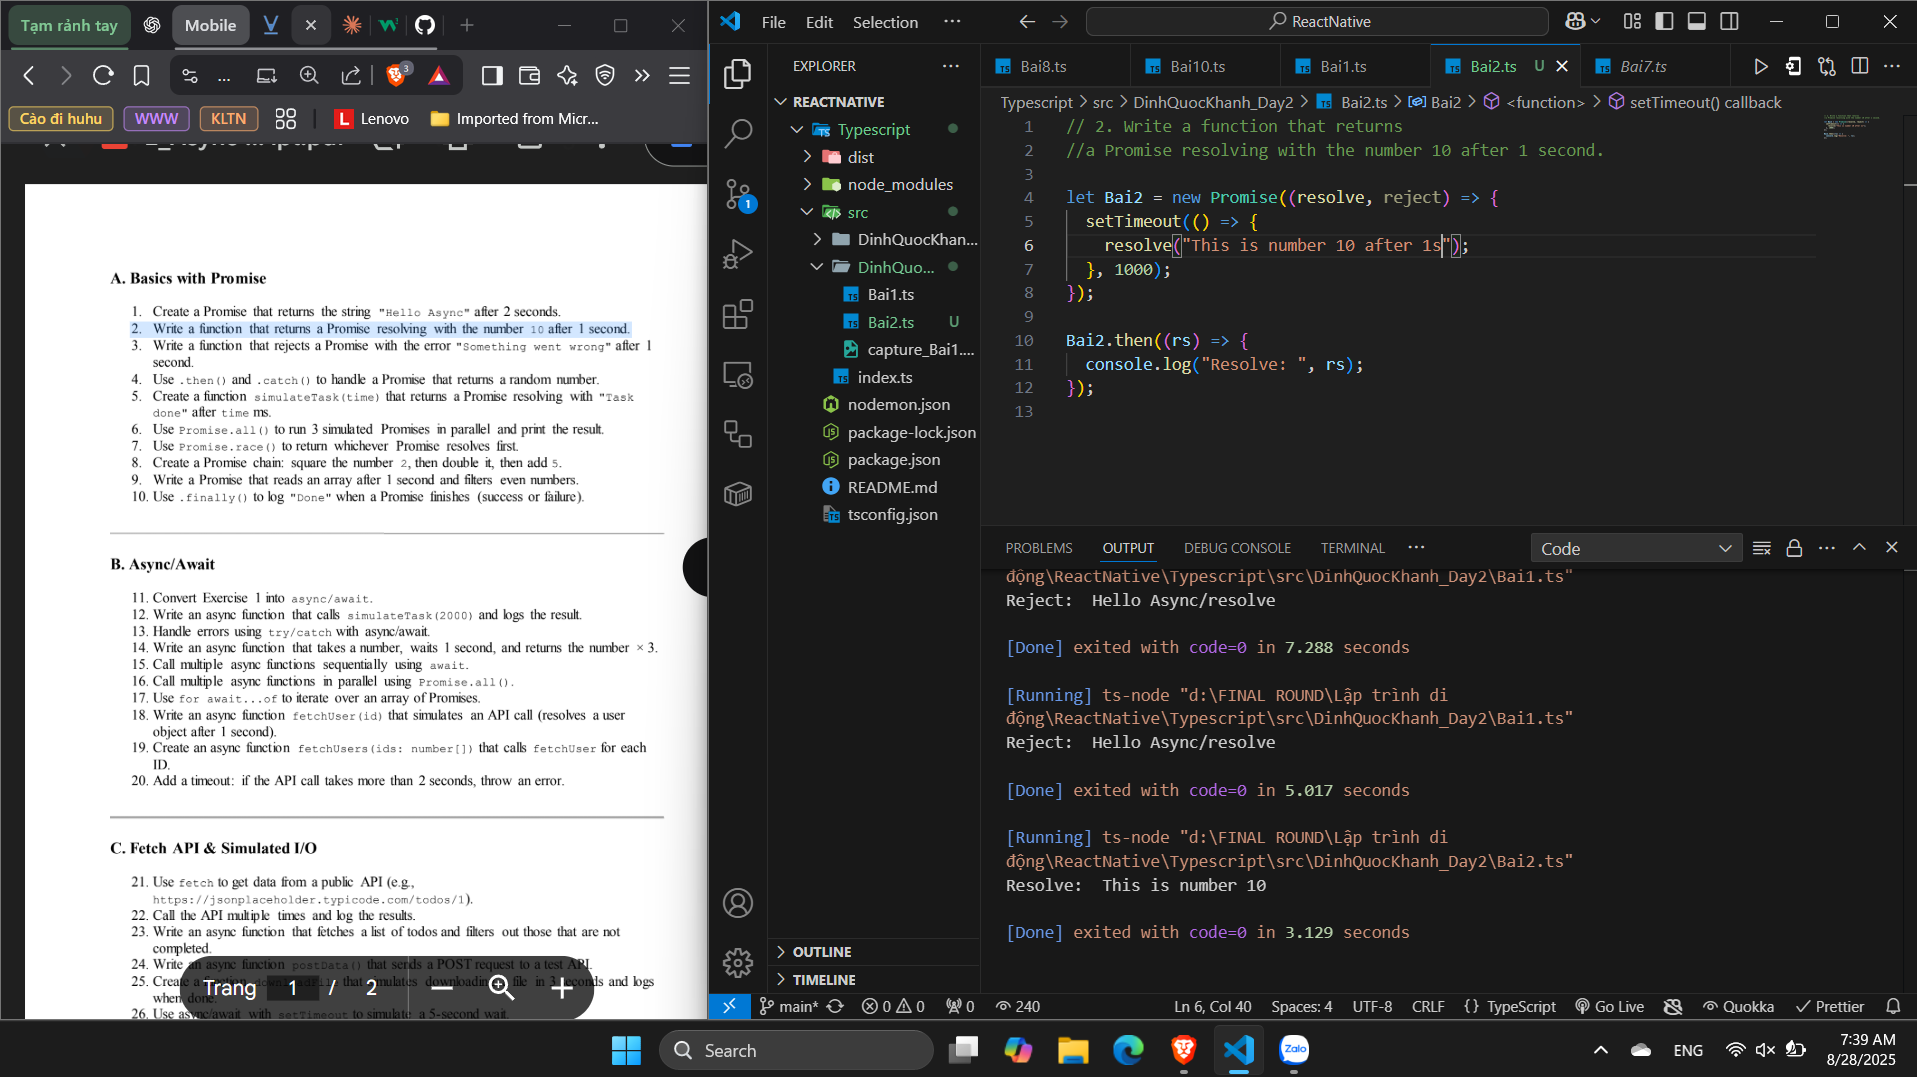 Tạm rảnh tay
Mobile
3
Cào đi huhu
WWW
KLTN
L Lenovo
Imported from Micr...
A. Basics with Promise
1. Create a Promise that returns the string "Hello Async" after 2 seconds.
2. Write a function that returns a Promise resolving with the number 10 after 1 second.
3. Write a function that rejects a Promise with the error "Something went wrong" after 1
second.
4. Use .then() and .catch() to handle a Promise that returns a random number.
5. Create a function simulateTask(time) that returns a Promise resolving with "Task
done" after time ms.
6. Use Promise.all() to run 3 simulated Promises in parallel and print the result.
7. Use Promise.race() to return whichever Promise resolves first.
8. Create a Promise chain: square the number 2, then double it, then add 5.
9. Write a Promise that reads an array after 1 second and filters even numbers.
10. Use .finally() to log "Done" when a Promise finishes (success or failure).
B. Async/Await
11. Convert Exercise 1 into async/await.
12. Write an async function that calls simulateTask(2000) and logs the result.
13. Handle errors using try/catch with async/await.
14. Write an async function that takes a number, waits 1 second, and returns the number × 3.
15. Call multiple async functions sequentially using await.
16. Call multiple async functions in parallel using Promise.all().
17. Use for await...of to iterate over an array of Promises.
18. Write an async function fetchUser(id) that simulates an API call (resolves a user
object after 1 second).
19. Create an async function fetchUsers(ids: number[]) that calls fetchUser for each
ID.
20. Add a timeout: if the API call takes more than 2 seconds, throw an error.
C. Fetch API & Simulated I/O
21. Use fetch to get data from a public API (e.g.,
https://jsonplaceholder.typicode.com/todos/1).
22. Call the API multiple times and log the results.
23. Write an async function that fetches a list of todos and filters out those that are not
completed.
24. Write an async function postData() that sends a POST request to a test API.
25. Create a function that simulates downloading file in 3 seconds and logs
when done.
26. Use async/await with setTimeout to simulate a 5-second wait.
Trang 1 / 2
File Edit Selection ...
ReactNative
EXPLORER
REACTNATIVE
Typescript
dist
node_modules
src
DinhQuocKhan...
DinhQuo...
Bai1.ts
Bai2.ts U
capture_Bai1....
index.ts
nodemon.json
package-lock.json
package.json
README.md
tsconfig.json
OUTLINE
TIMELINE
1
Bai8.ts
Bai10.ts
Bai1.ts
Bai2.ts U
Bai7.ts
Typescript > src > DinhQuocKhanh_Day2 > Bai2.ts > Bai2 > <function> > setTimeout() callback
1 // 2. Write a function that returns
2 //a Promise resolving with the number 10 after 1 second.
3
4 let Bai2 = new Promise((resolve, reject) => {
5 setTimeout(() => {
6 resolve("This is number 10 after 1s");
7 }, 1000);
8 });
9
10 Bai2.then((rs) => {
11 console.log("Resolve: ", rs);
12 });
13
PROBLEMS OUTPUT DEBUG CONSOLE TERMINAL ...
Code
động\ReactNative\Typescript\src\DinhQuocKhanh_Day2\Bai1.ts"
Reject: Hello Async/resolve
[Done] exited with code=0 in 7.288 seconds
[Running] ts-node "d:\FINAL ROUND\Lập trình di
động\ReactNative\Typescript\src\DinhQuocKhanh_Day2\Bai1.ts"
Reject: Hello Async/resolve
[Done] exited with code=0 in 5.017 seconds
[Running] ts-node "d:\FINAL ROUND\Lập trình di
động\ReactNative\Typescript\src\DinhQuocKhanh_Day2\Bai2.ts"
Resolve: This is number 10
[Done] exited with code=0 in 3.129 seconds
main* 0 0 0 240 Ln 6, Col 40 Spaces: 4 UTF-8 CRLF {} TypeScript Go Live Quokka Prettier
Search
Zalo
ENG
7:39 AM
8/28/2025